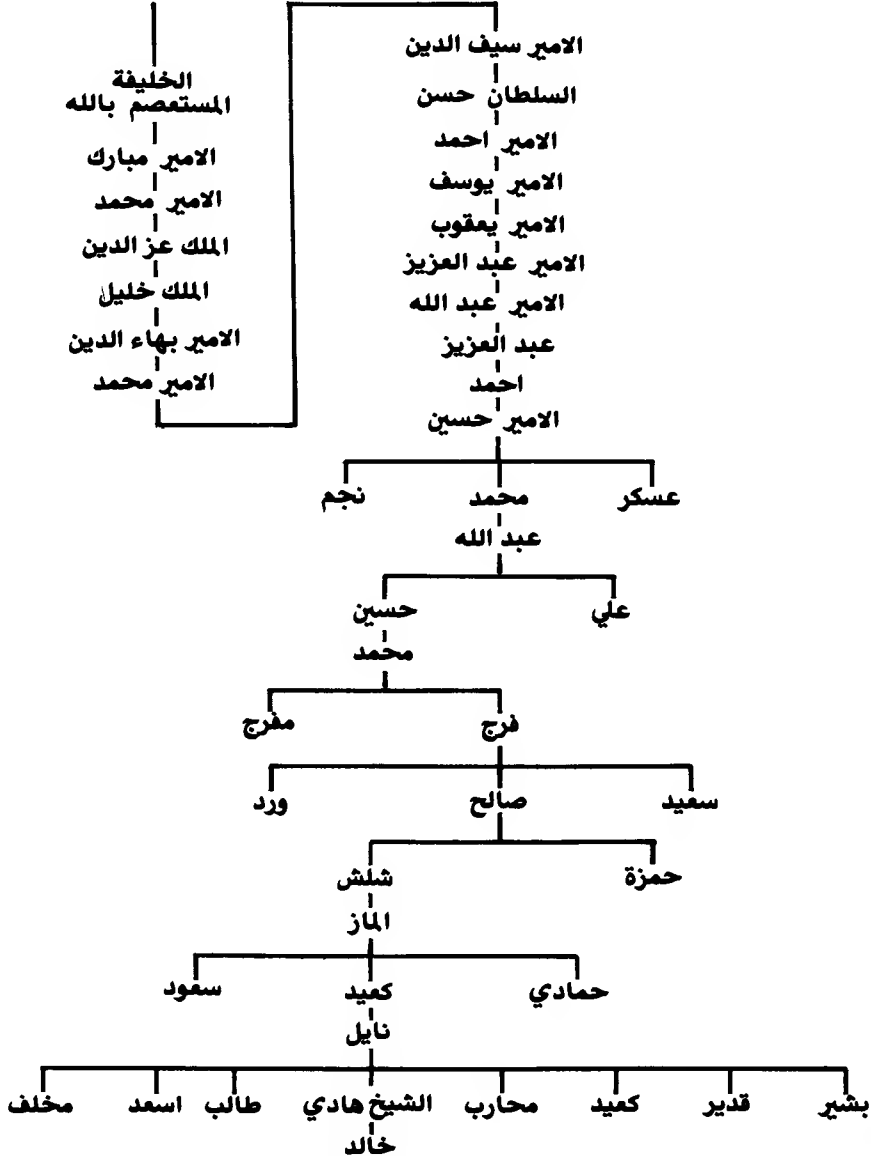 الخليفة
المستعصم بالله
الامير مبارك
الامير محمد
الملك عز الدين
الملك خليل
الامير بهاء الدين
الامير محمد
الامير سيف الدين
السلطان حسن
الامير احمد
الامير يوسف
الامير يعقوب
الامير عبد العزيز
الامير عبد الله
عبد العزيز
احمد
الامير حسين
عسكر محمد نجم
عبد الله
علي حسين
محمد
فرج مفرج
سعيد صالح ورد
حمزة شلش
الماز
حمادي كعيد سعود
نايل
بشير قدير كعيد محارب الشيخ هادي طالب اسعد مخلف
خالد